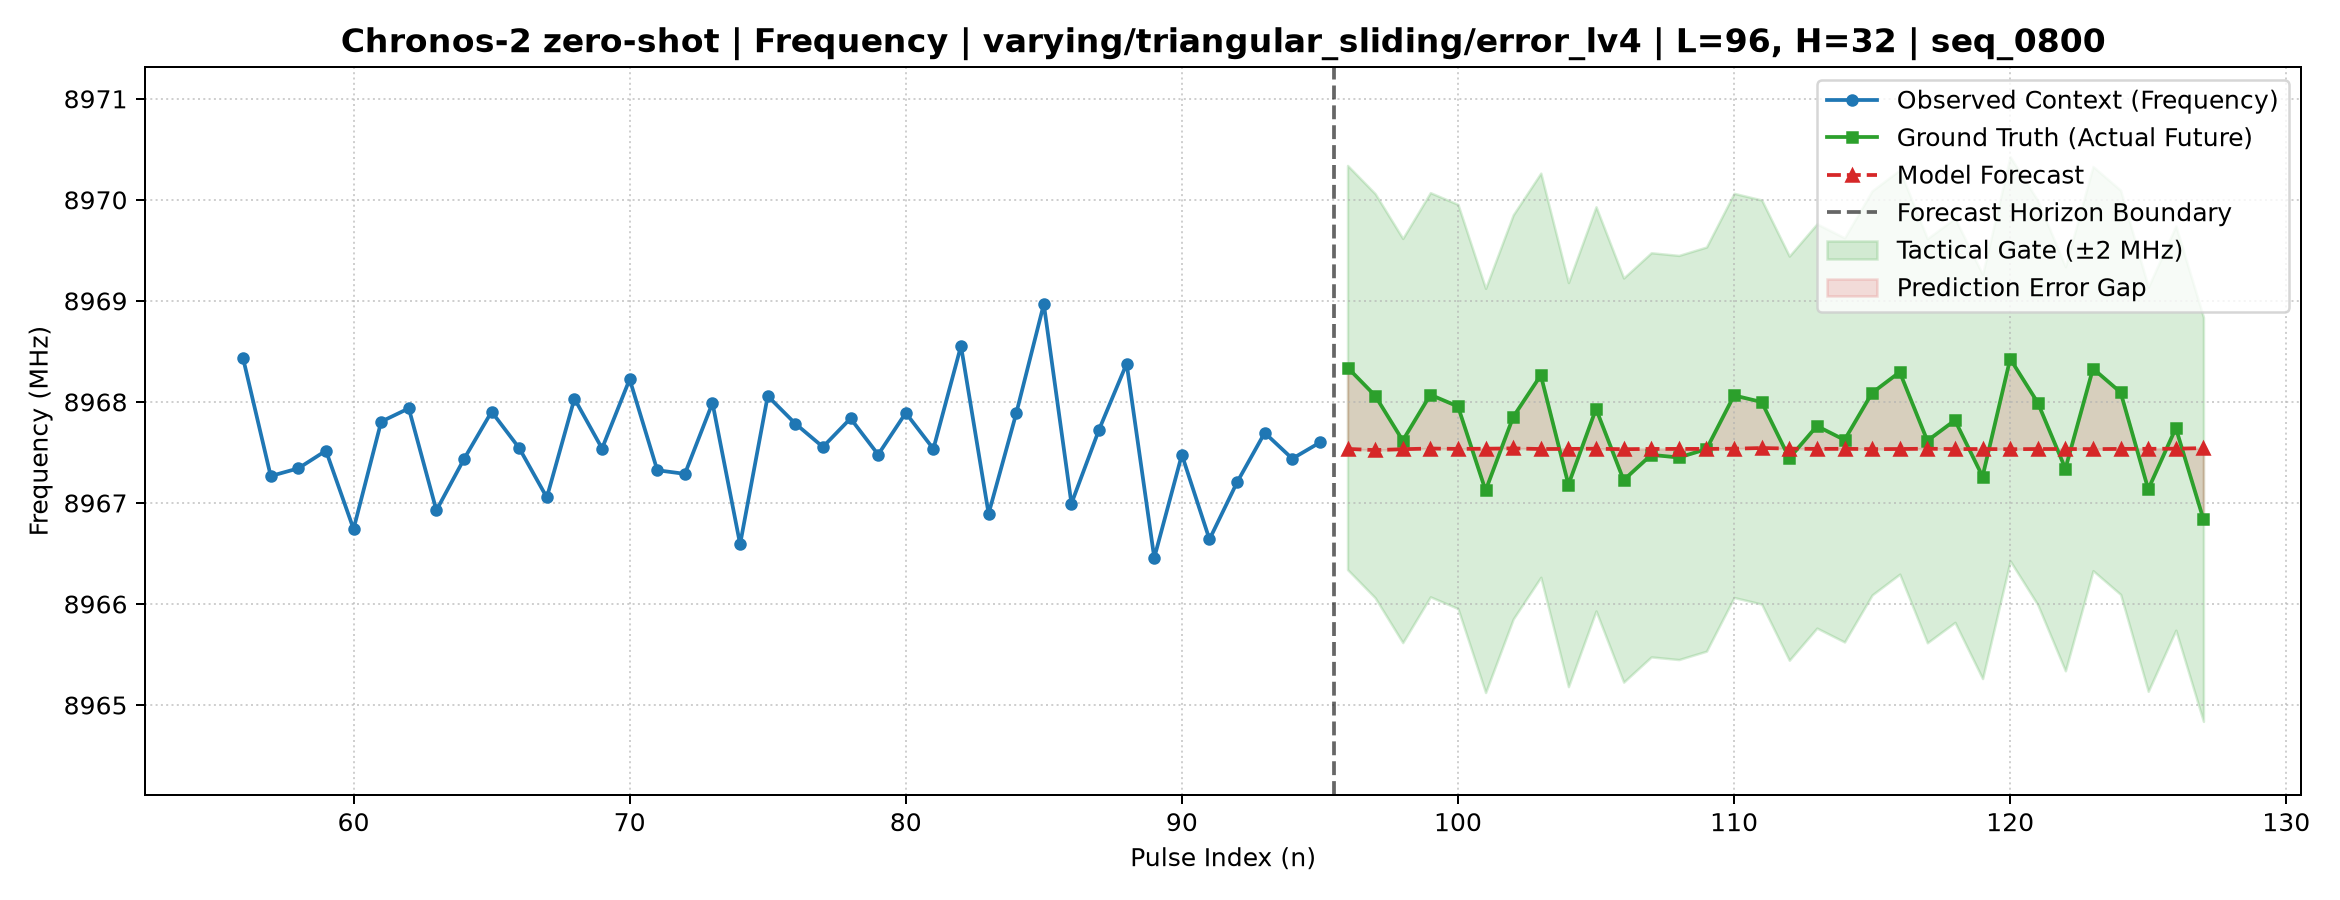 Chronos-2 zero-shot | Frequency | varying/triangular_sliding/error_lv4 | L=96, H=32 | seq_0800
Observed Context (Frequency)
Ground Truth (Actual Future)
Model Forecast
Forecast Horizon Boundary
Tactical Gate (±2 MHz)
Prediction Error Gap
Frequency (MHz)
8971
8970
8969
8968
8967
8966
8965
60 70 80 90 100 110 120 130
Pulse Index (n)